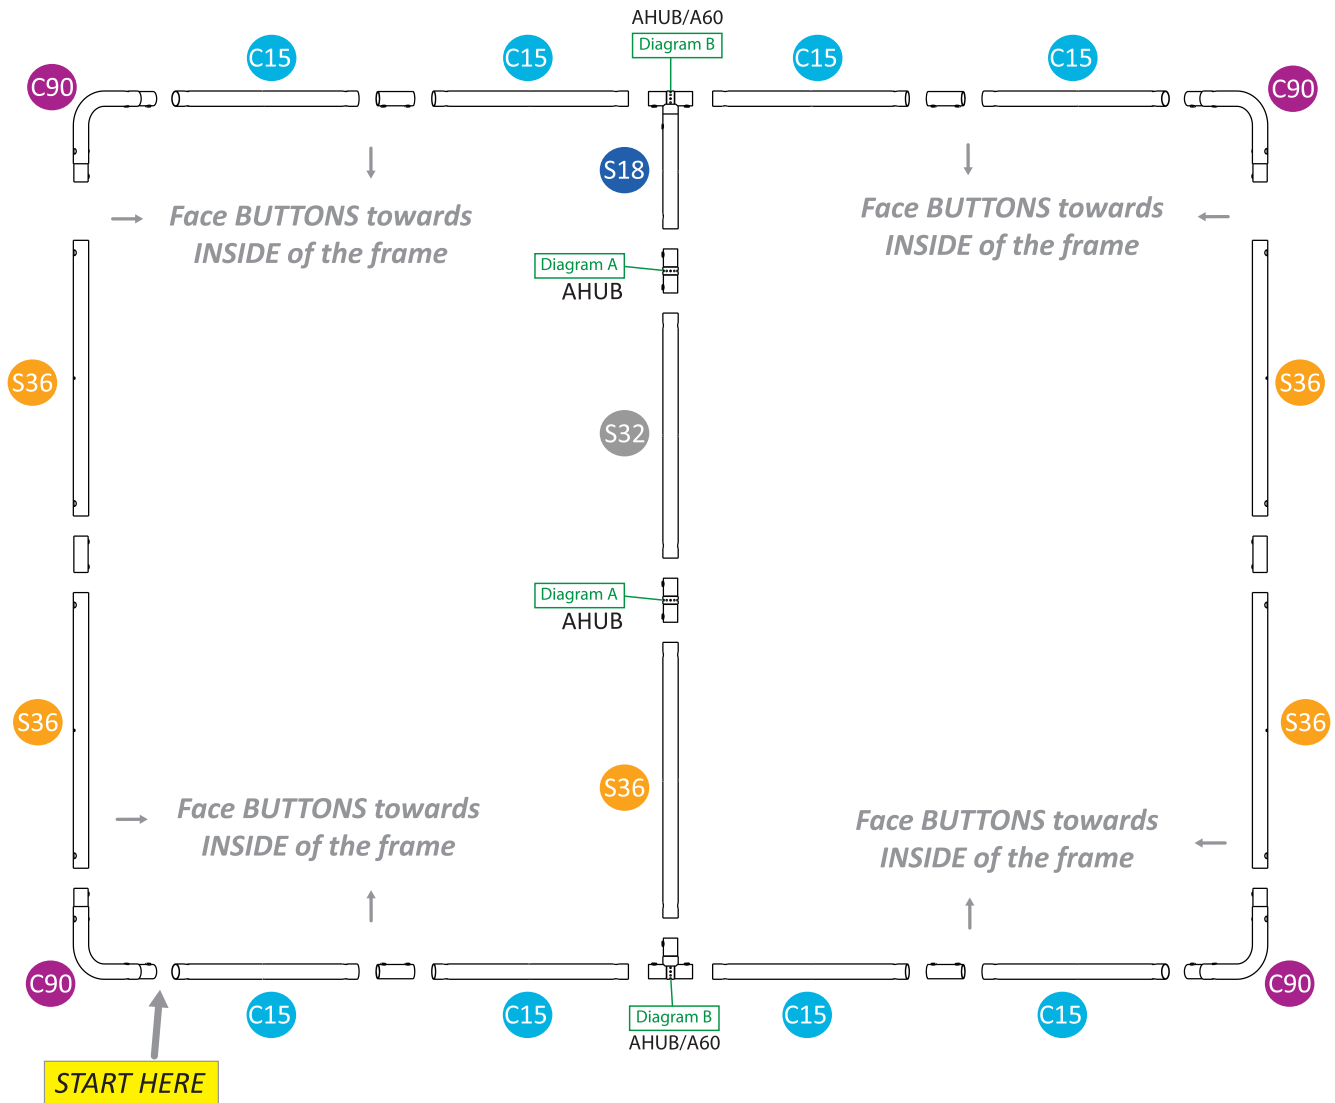 AHUB/A60
Diagram B
C15
C15
C15
C15
C90
C90
S18
Face BUTTONS towards
INSIDE of the frame
Face BUTTONS towards
INSIDE of the frame
Diagram A
AHUB
S36
S36
S32
Diagram A
AHUB
S36
S36
S36
Face BUTTONS towards
INSIDE of the frame
Face BUTTONS towards
INSIDE of the frame
C90
C90
C15
C15
Diagram B
AHUB/A60
C15
C15
START HERE